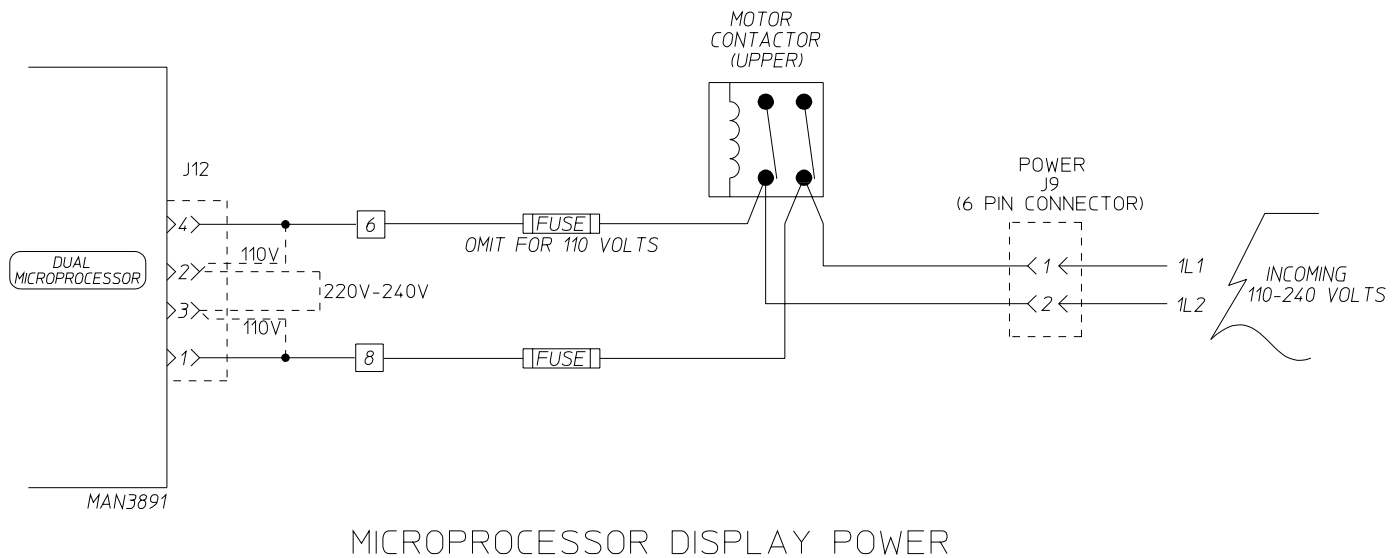 MOTOR
CONTACTOR
(UPPER)
J12
POWER
J9
(6 PIN CONNECTOR)
4
6
FUSE
OMIT FOR 110 VOLTS
110V
DUAL
MICROPROCESSOR
2
220V-240V
3
110V
1
8
FUSE
1
1L1
2
1L2
INCOMING
110-240 VOLTS
MAN3891
MICROPROCESSOR DISPLAY POWER